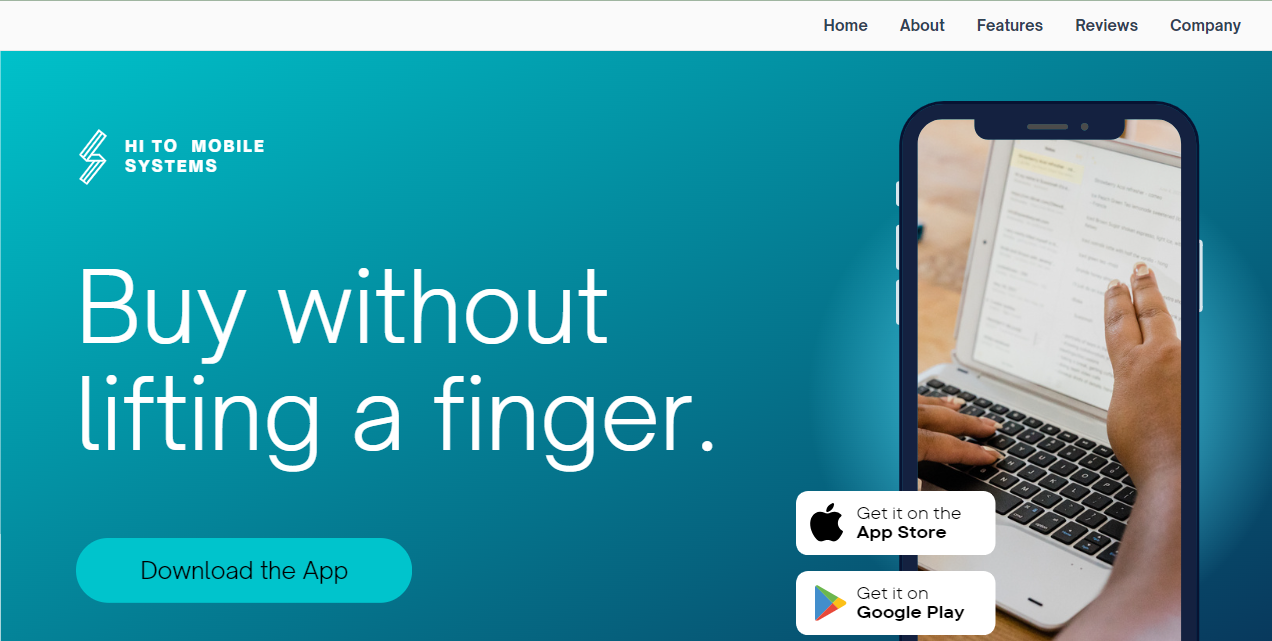 Home About Features Reviews Company
HI TO MOBILE
SYSTEMS
Buy without
lifting a finger.
Download the App
Get it on the
App Store
Get it on
Google Play